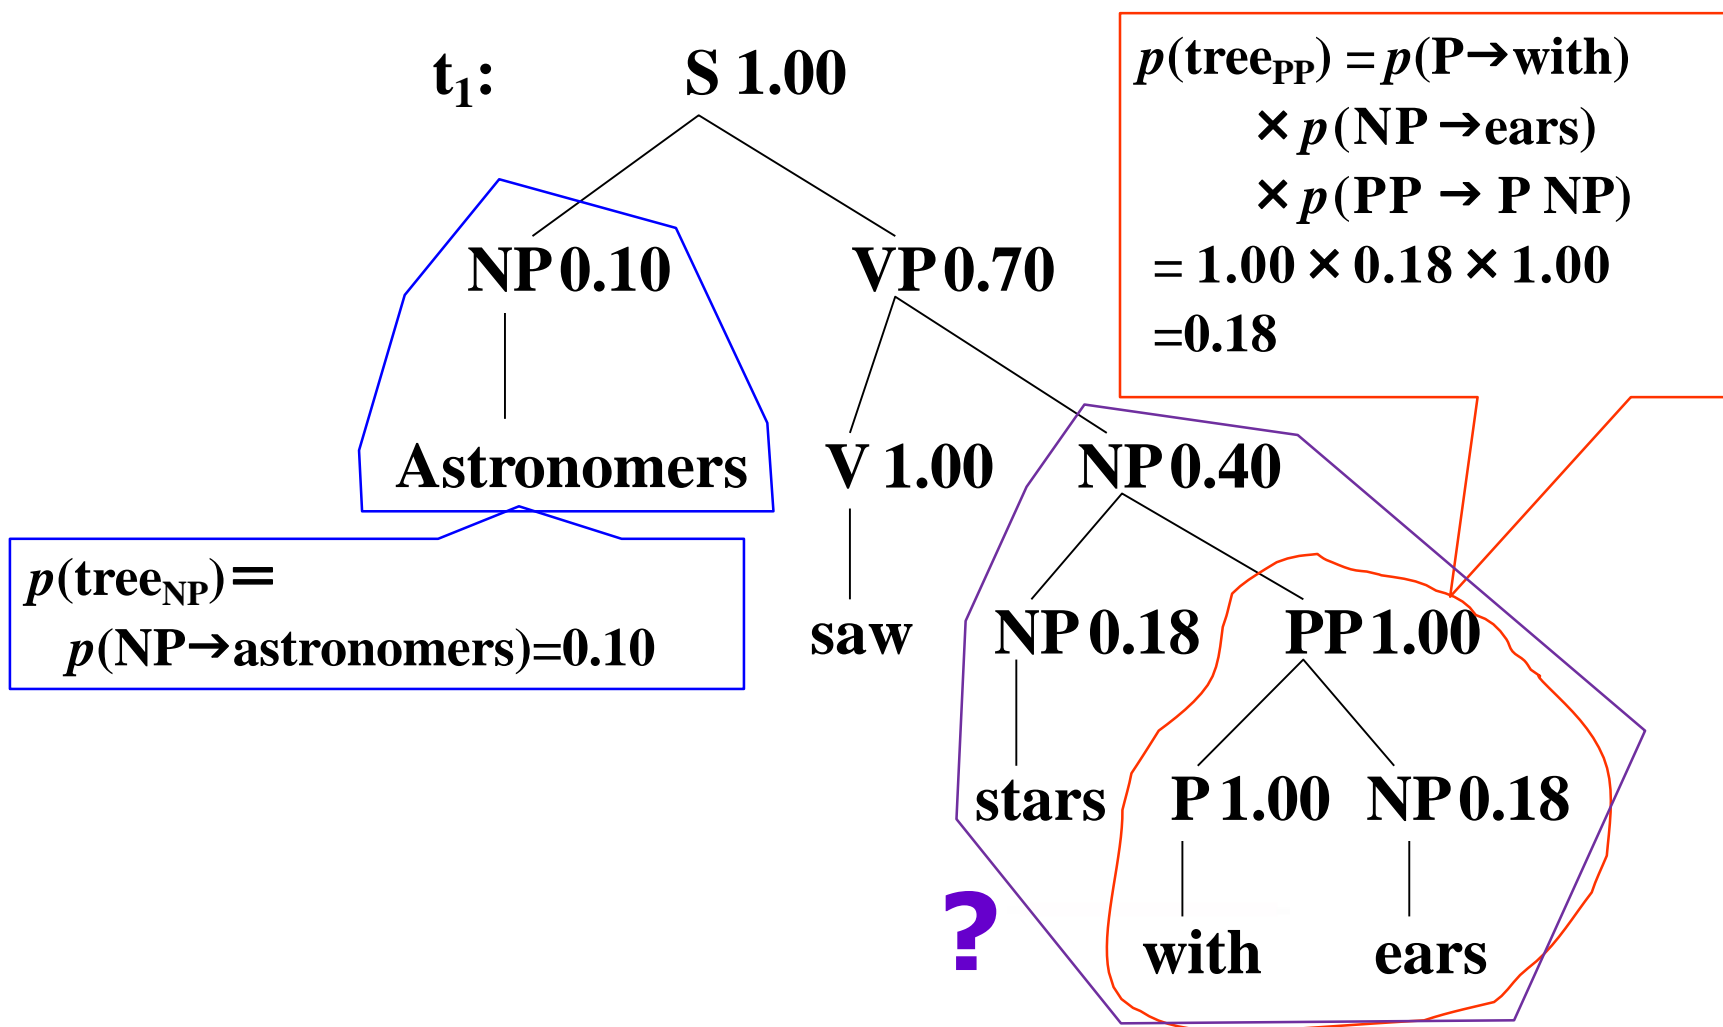 t₁: S 1.00
p(tree_PP) = p(P→with)
× p(NP →ears)
× p(PP → P NP)
= 1.00 × 0.18 × 1.00
=0.18
NP 0.10 VP 0.70
Astronomers V 1.00 NP 0.40
p(tree_NP)=
p(NP→astronomers)=0.10
saw NP 0.18 PP 1.00
stars P 1.00 NP 0.18
?
with ears